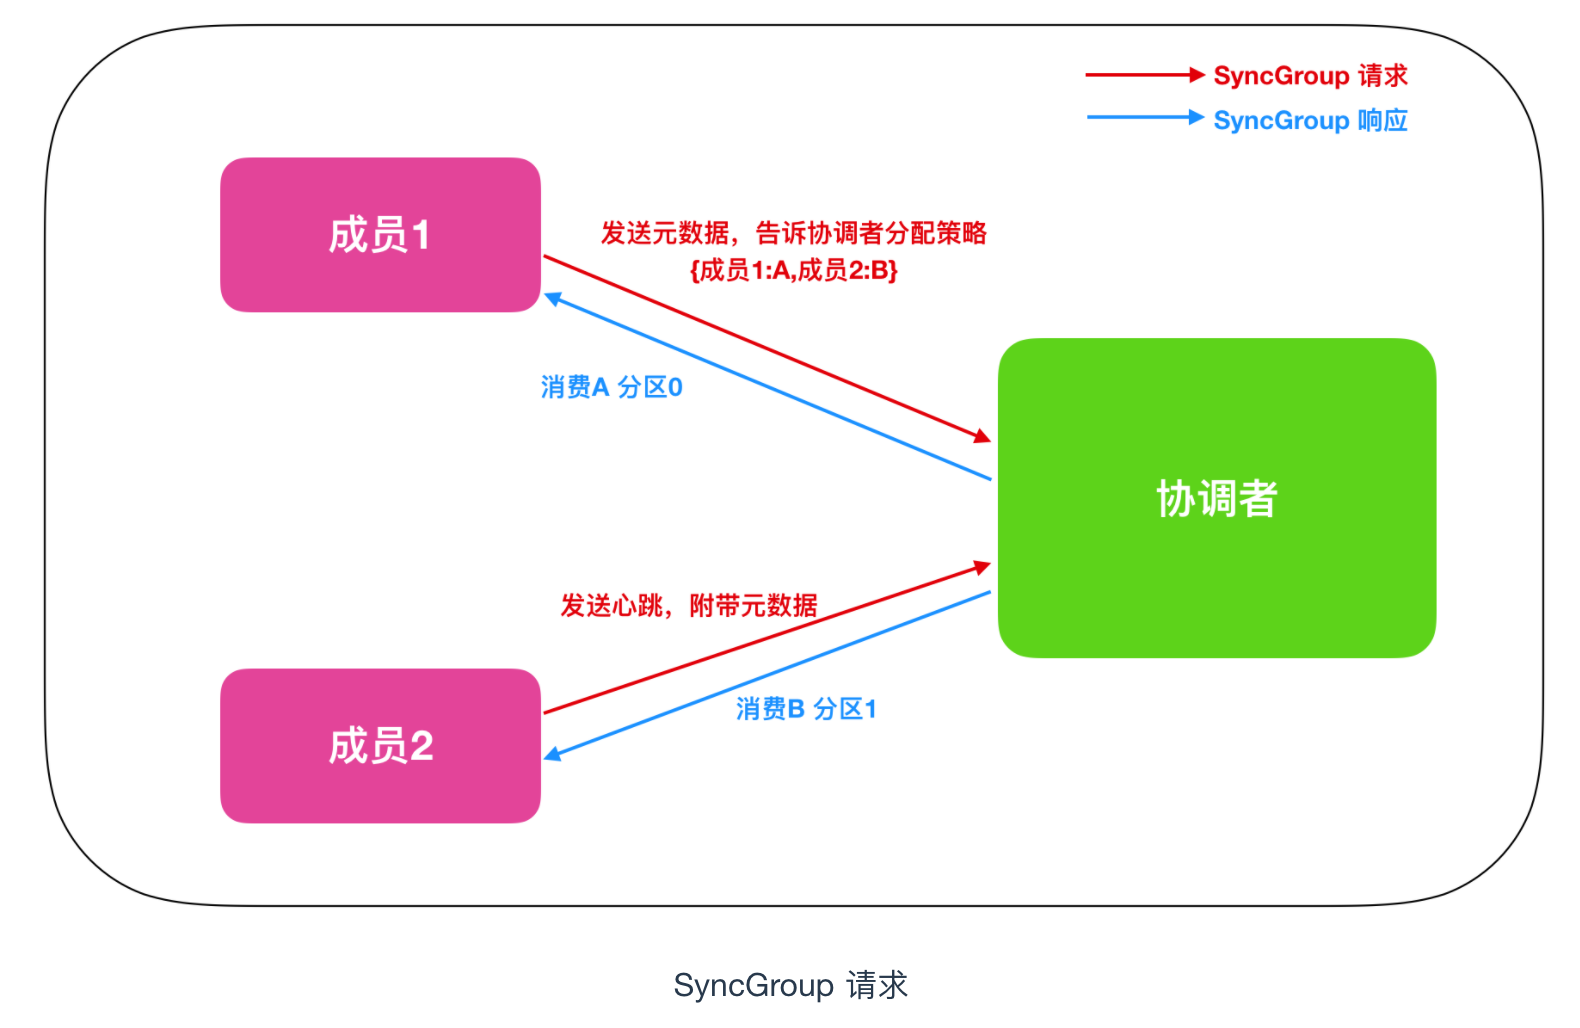 SyncGroup 请求
SyncGroup 响应
成员1
发送元数据，告诉协调者分配策略
{成员1:A,成员2:B}
消费A 分区0
协调者
发送心跳，附带元数据
消费B 分区1
成员2
SyncGroup 请求